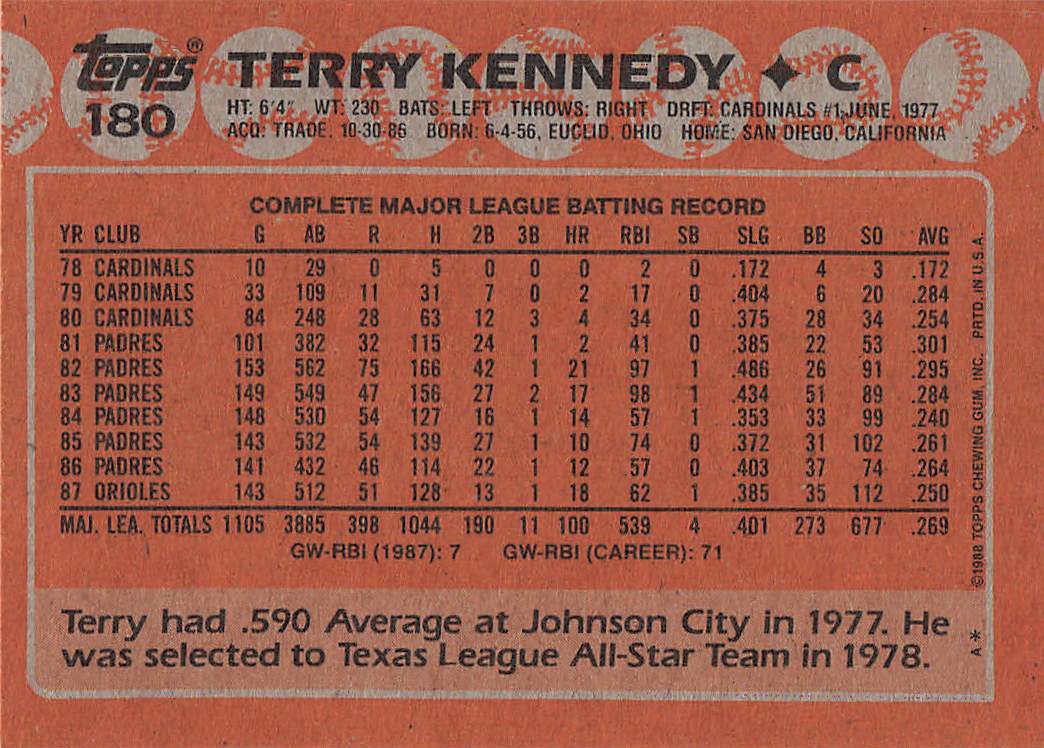 topps® TERRY KENNEDY ✦ C
180 HT: 6'4" WT: 230 BATS: LEFT THROWS: RIGHT DRFT: CARDINALS #1,JUNE, 1977
ACQ: TRADE, 10-30-86 BORN: 6-4-56, EUCLID, OHIO HOME: SAN DIEGO, CALIFORNIA
COMPLETE MAJOR LEAGUE BATTING RECORD
YR CLUB G AB R H 2B 3B HR RBI SB SLG BB SO AVG
78 CARDINALS 10 29 0 5 0 0 0 2 0 .172 4 3 .172
79 CARDINALS 33 109 11 31 7 0 2 17 0 .404 6 20 .284
80 CARDINALS 84 248 28 63 12 3 4 34 0 .375 28 34 .254
81 PADRES 101 382 32 115 24 1 2 41 0 .385 22 53 .301
82 PADRES 153 562 75 166 42 1 21 97 1 .486 26 91 .295
83 PADRES 149 549 47 156 27 2 17 98 1 .434 51 89 .284
84 PADRES 148 530 54 127 16 1 14 57 1 .353 33 99 .240
85 PADRES 143 532 54 139 27 1 10 74 0 .372 31 102 .261
86 PADRES 141 432 46 114 22 1 12 57 0 .403 37 74 .264
87 ORIOLES 143 512 51 128 13 1 18 62 1 .385 35 112 .250
MAJ. LEA. TOTALS 1105 3885 398 1044 190 11 100 539 4 .401 273 677 .269
GW-RBI (1987): 7 GW-RBI (CAREER): 71
Terry had .590 Average at Johnson City in 1977. He
was selected to Texas League All-Star Team in 1978.
©1988 TOPPS CHEWING GUM, INC. PRTD. IN U.S.A.
A *